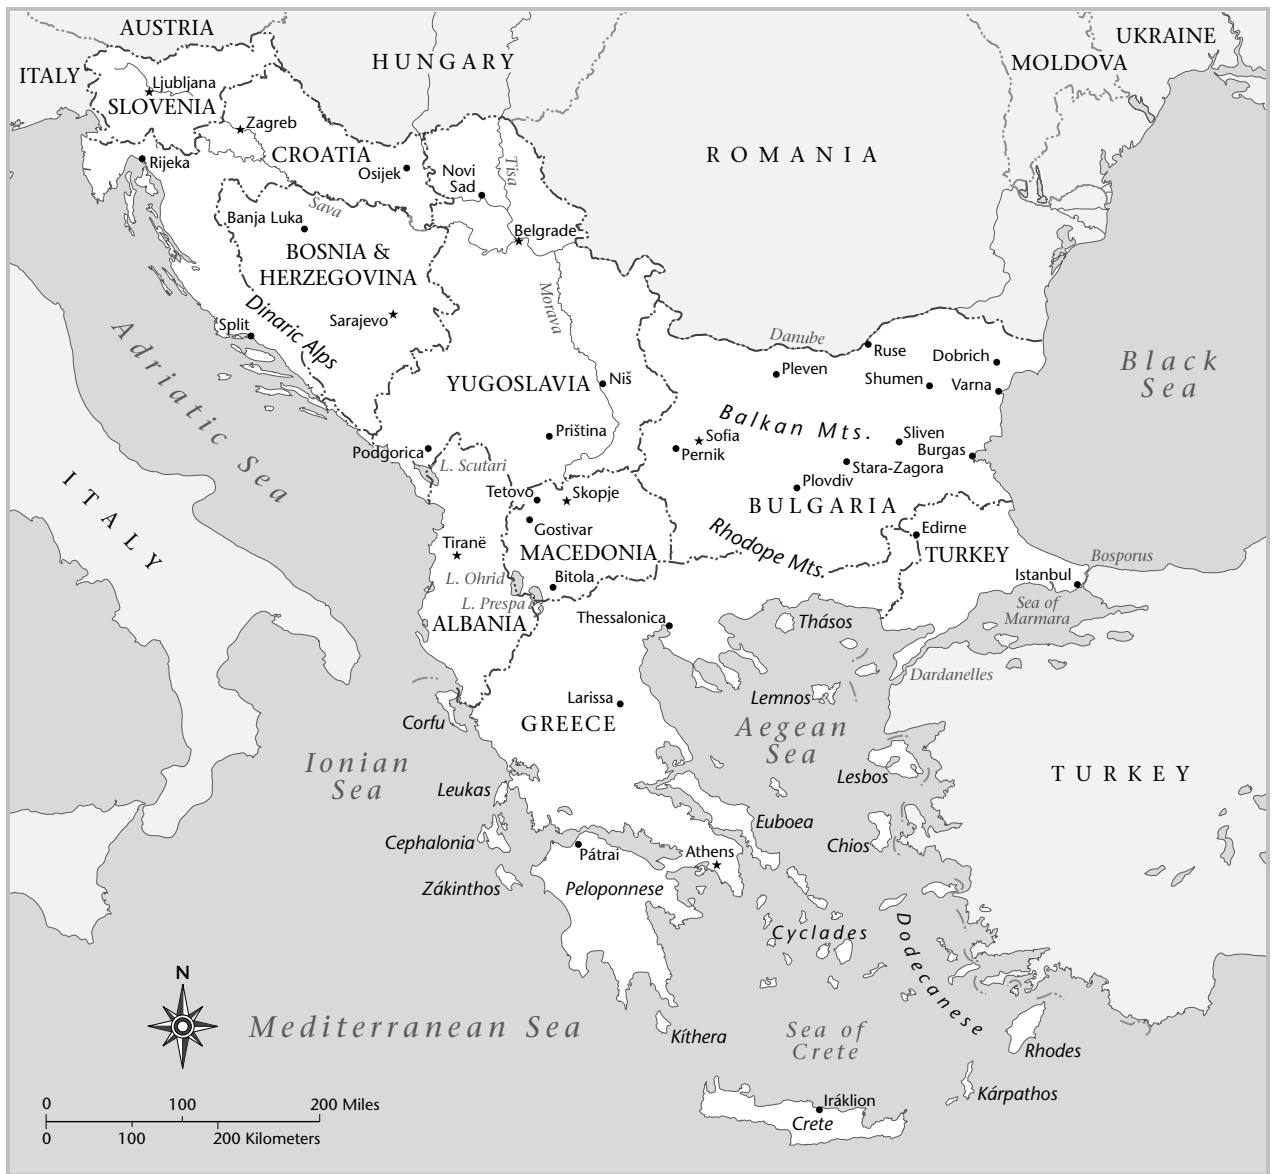 AUSTRIA
HUNGARY
UKRAINE
MOLDOVA
ITALY
Ljubljana
SLOVENIA
Zagreb
CROATIA
Rijeka
Osijek
Novi
Sad
Tisa
ROMANIA
Sava
Banja Luka
Belgrade
BOSNIA &
HERZEGOVINA
Morava
Dinaric Alps
Sarajevo
Split
Adriatic Sea
Danube
Ruse
Dobrich
Pleven
Shumen
Varna
Black
Sea
YUGOSLAVIA
Niš
Balkan Mts.
Priština
Sofia
Pernik
Sliven
Burgas
Podgorica
L. Scutari
Stara-Zagora
Plovdiv
ITALY
Tetovo
Skopje
BULGARIA
Gostivar
Rhodope Mts.
Edirne
Tiranë
MACEDONIA
TURKEY
Bosporus
L. Ohrid
Bitola
Istanbul
L. Prespa
Sea of
Marmara
ALBANIA
Thessalonica
Thásos
Dardanelles
Larissa
Lemnos
Corfu
GREECE
Aegean
Sea
Ionian
Sea
Lesbos
TURKEY
Leukas
Euboea
Cephalonia
Chios
Pátrai
Athens
Zákinthos
Peloponnese
Cyclades
Dodecanese
N
Mediterranean Sea
Kíthera
Sea of
Crete
Rhodes
Kárpathos
Iráklion
Crete
0 100 200 Miles
0 100 200 Kilometers